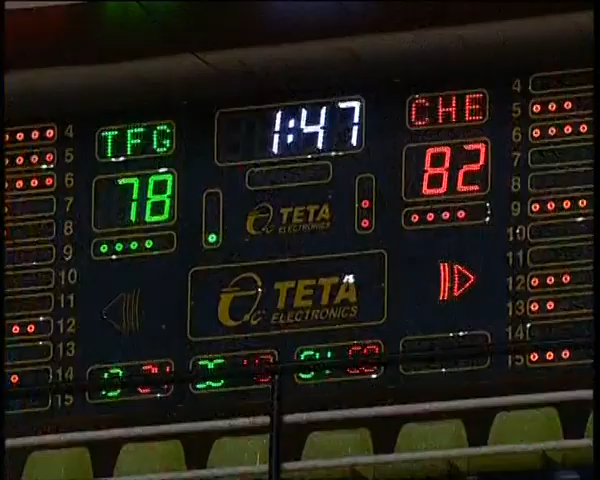 TFG 1:47 CHE
78 82
TETA
ELECTRONICS
TETA
ELECTRONICS
4 4
5 5
6 6
7 7
8 8
9 9
10 10
11 11
12 12
13 13
14 14
15 15